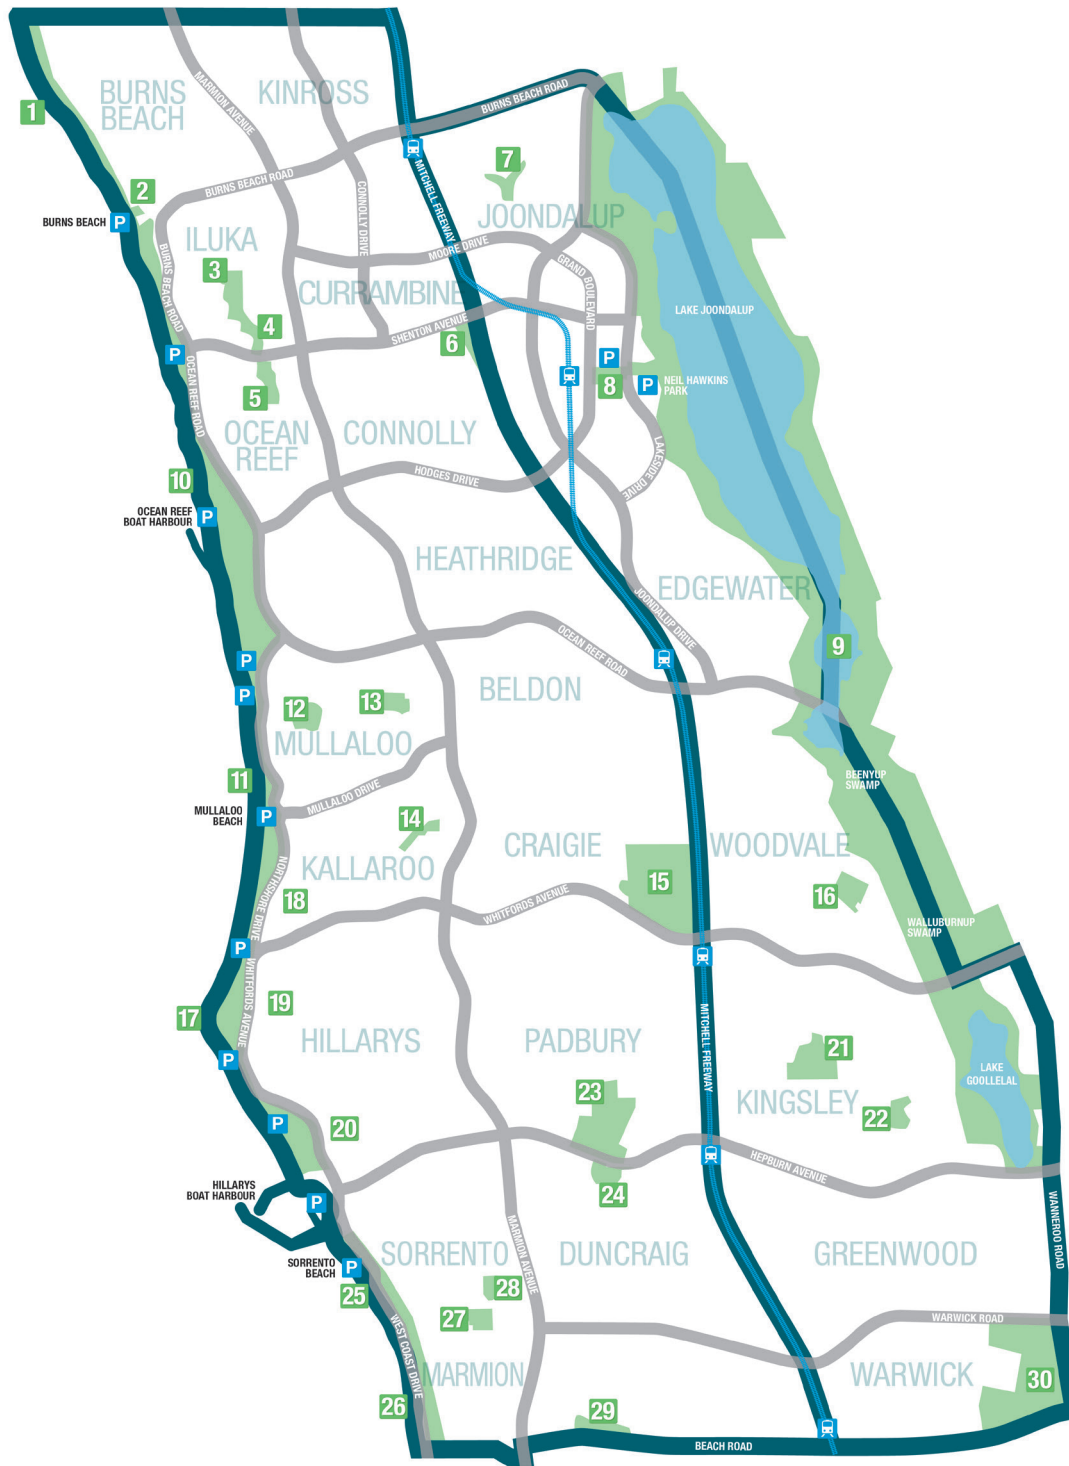 BURNS
BEACH
KINROSS
MARMION AVENUE
BURNS BEACH ROAD
1
MITCHELL FREEWAY
7
BURNS BEACH ROAD
CONNOLLY DRIVE
2
BURNS BEACH
P
JOONDALUP
ILUKA
MOORE DRIVE
3
GRAND BOULEVARD
BURNS BEACH ROAD
CURRAMBINE
LAKE JOONDALUP
4
SHENTON AVENUE
6
P
P
P
NEIL HAWKINS
PARK
8
OCEAN REEF ROAD
5
OCEAN
REEF
CONNOLLY
LAKESIDE DRIVE
HODGES DRIVE
10
OCEAN REEF
BOAT HARBOUR
P
HEATHRIDGE
EDGEWATER
JOONDALUP DRIVE
OCEAN REEF ROAD
9
P
P
BELDON
12
13
MULLALOO
11
BEENYUP
SWAMP
MULLALOO DRIVE
MULLALOO
BEACH
P
14
CRAIGIE
WOODVALE
KALLAROO
NORTHSHORE DRIVE
15
16
18
WHITFORDS AVENUE
WALLUBURNUP
SWAMP
P
WHITFORDS AVENUE
19
17
MITCHELL FREEWAY
HILLARYS
PADBURY
21
P
LAKE
GOOLLELAL
23
KINGSLEY
22
P
20
HEPBURN AVENUE
24
HILLARYS
BOAT HARBOUR
P
WANNEROO ROAD
MARMION AVENUE
SORRENTO
DUNCRAIG
GREENWOOD
SORRENTO
BEACH
P
25
28
27
WEST COAST DRIVE
WARWICK ROAD
MARMION
WARWICK
30
26
29
P
BEACH ROAD